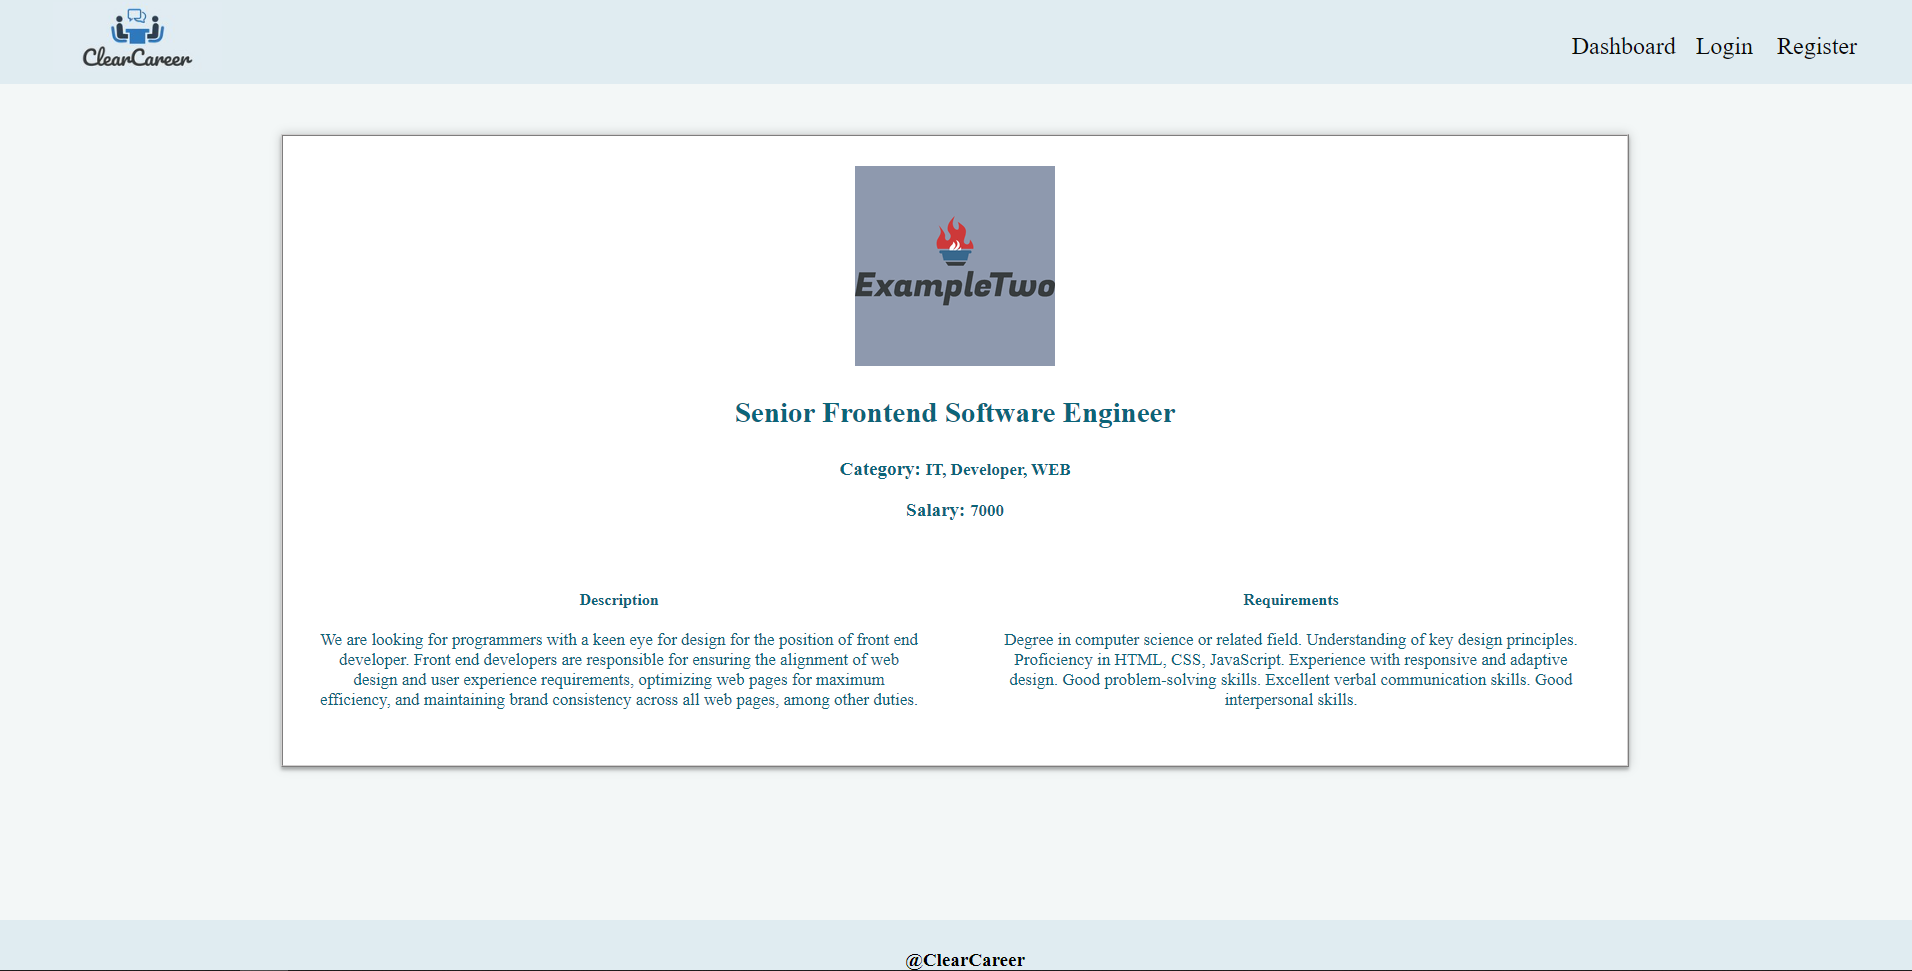 ClearCareer
Dashboard Login Register
ExampleTwo
Senior Frontend Software Engineer
Category: IT, Developer, WEB
Salary: 7000
Description
We are looking for programmers with a keen eye for design for the position of front end
developer. Front end developers are responsible for ensuring the alignment of web
design and user experience requirements, optimizing web pages for maximum
efficiency, and maintaining brand consistency across all web pages, among other duties.
Requirements
Degree in computer science or related field. Understanding of key design principles.
Proficiency in HTML, CSS, JavaScript. Experience with responsive and adaptive
design. Good problem-solving skills. Excellent verbal communication skills. Good
interpersonal skills.
@ClearCareer